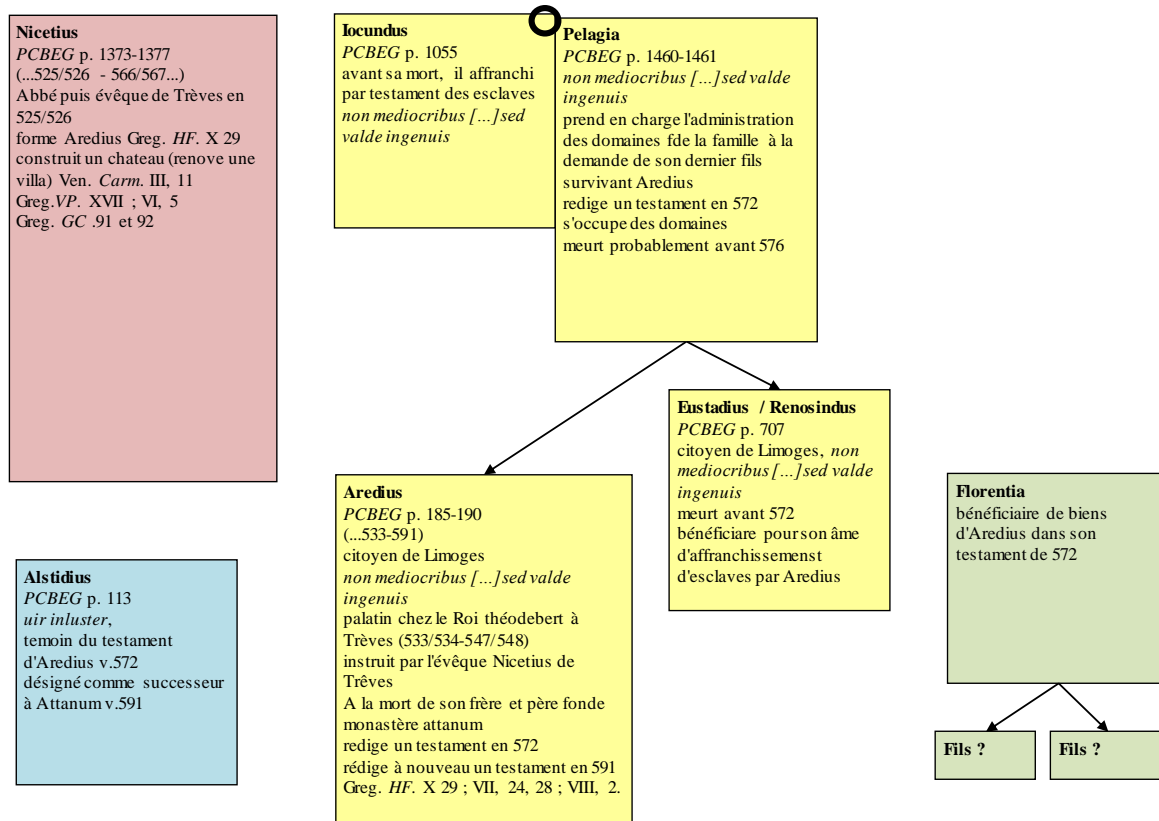 Nicetius
PCBEG p. 1373-1377
(...525/526 - 566/567...)
Abbé puis évêque de Trèves en
525/526
forme Aredius Greg. HF. X 29
construit un chateau (renove une
villa) Ven. Carm. III, 11
Greg.VP. XVII ; VI, 5
Greg. GC .91 et 92
Iocundus
PCBEG p. 1055
avant sa mort, il affranchi
par testament des esclaves
non mediocribus [...] sed
valde ingenuis
Pelagia
PCBEG p. 1460-1461
non mediocribus [...] sed valde
ingenuis
prend en charge l'administration
des domaines fde la famille à la
demande de son dernier fils
survivant Aredius
redige un testament en 572
s'occupe des domaines
meurt probablement avant 576
Eustadius / Renosindus
PCBEG p. 707
citoyen de Limoges, non
mediocribus [...] sed valde
ingenuis
meurt avant 572
bénéficiare pour son âme
d'affranchissemenst
d'esclaves par Aredius
Aredius
PCBEG p. 185-190
(...533-591)
citoyen de Limoges
non mediocribus [...] sed valde
ingenuis
palatin chez le Roi théodebert à
Trèves (533/534-547/548)
instruit par l'évêque Nicetius de
Trêves
A la mort de son frère et père fonde
monastère attanum
redige un testament en 572
rédige à nouveau un testament en 591
Greg. HF. X 29 ; VII, 24, 28 ; VIII, 2.
Florentia
bénéficiaire de biens
d'Aredius dans son
testament de 572
Alstidius
PCBEG p. 113
uir inluster,
temoin du testament
d'Aredius v.572
désigné comme successeur
à Attanum v.591
Fils ?
Fils ?